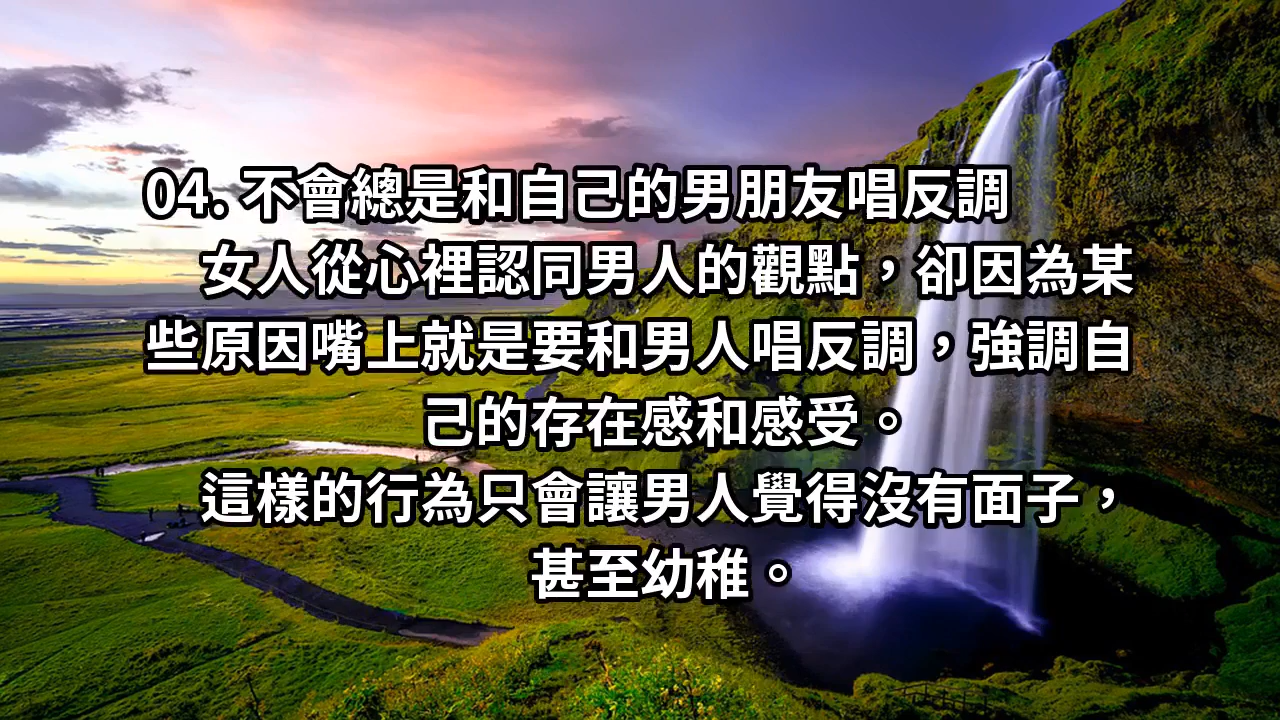 04. 不會總是和自己的男朋友唱反調
女人從心裡認同男人的觀點，卻因為某
些原因嘴上就是要和男人唱反調，強調自
己的存在感和感受。
這樣的行為只會讓男人覺得沒有面子，
甚至幼稚。